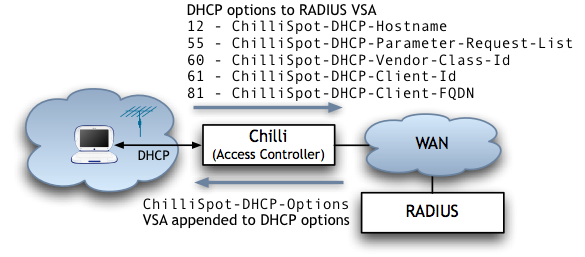 DHCP options to RADIUS VSA
12 - ChilliSpot-DHCP-Hostname
55 - ChilliSpot-DHCP-Parameter-Request-List
60 - ChilliSpot-DHCP-Vendor-Class-Id
61 - ChilliSpot-DHCP-Client-Id
81 - ChilliSpot-DHCP-Client-FQDN
DHCP
Chilli
(Access Controller)
WAN
ChilliSpot-DHCP-Options
VSA appended to DHCP options
RADIUS